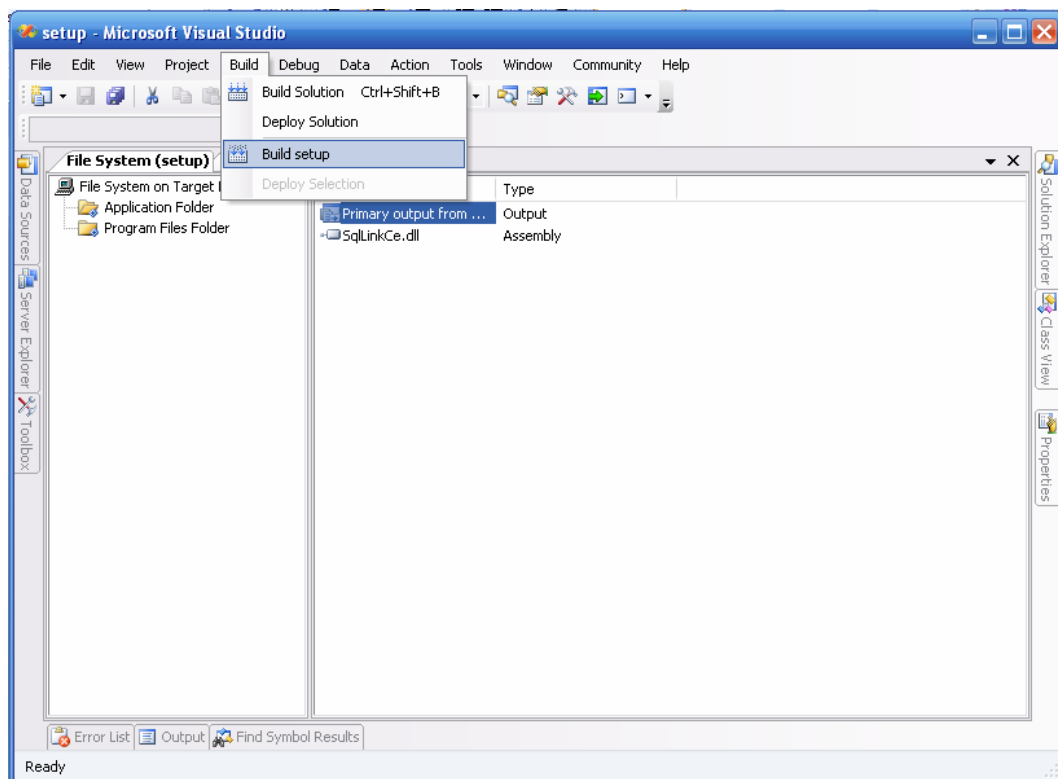 setup - Microsoft Visual Studio
File Edit View Project Build Debug Data Action Tools Window Community Help
Build Solution Ctrl+Shift+B
Deploy Solution
Build setup
Deploy Selection
File System (setup)
File System on Target
Application Folder
Program Files Folder
Type
Primary output from ... Output
SqlLinkCe.dll Assembly
Data Sources
Server Explorer
Toolbox
Solution Explorer
Class View
Properties
Error List Output Find Symbol Results
Ready